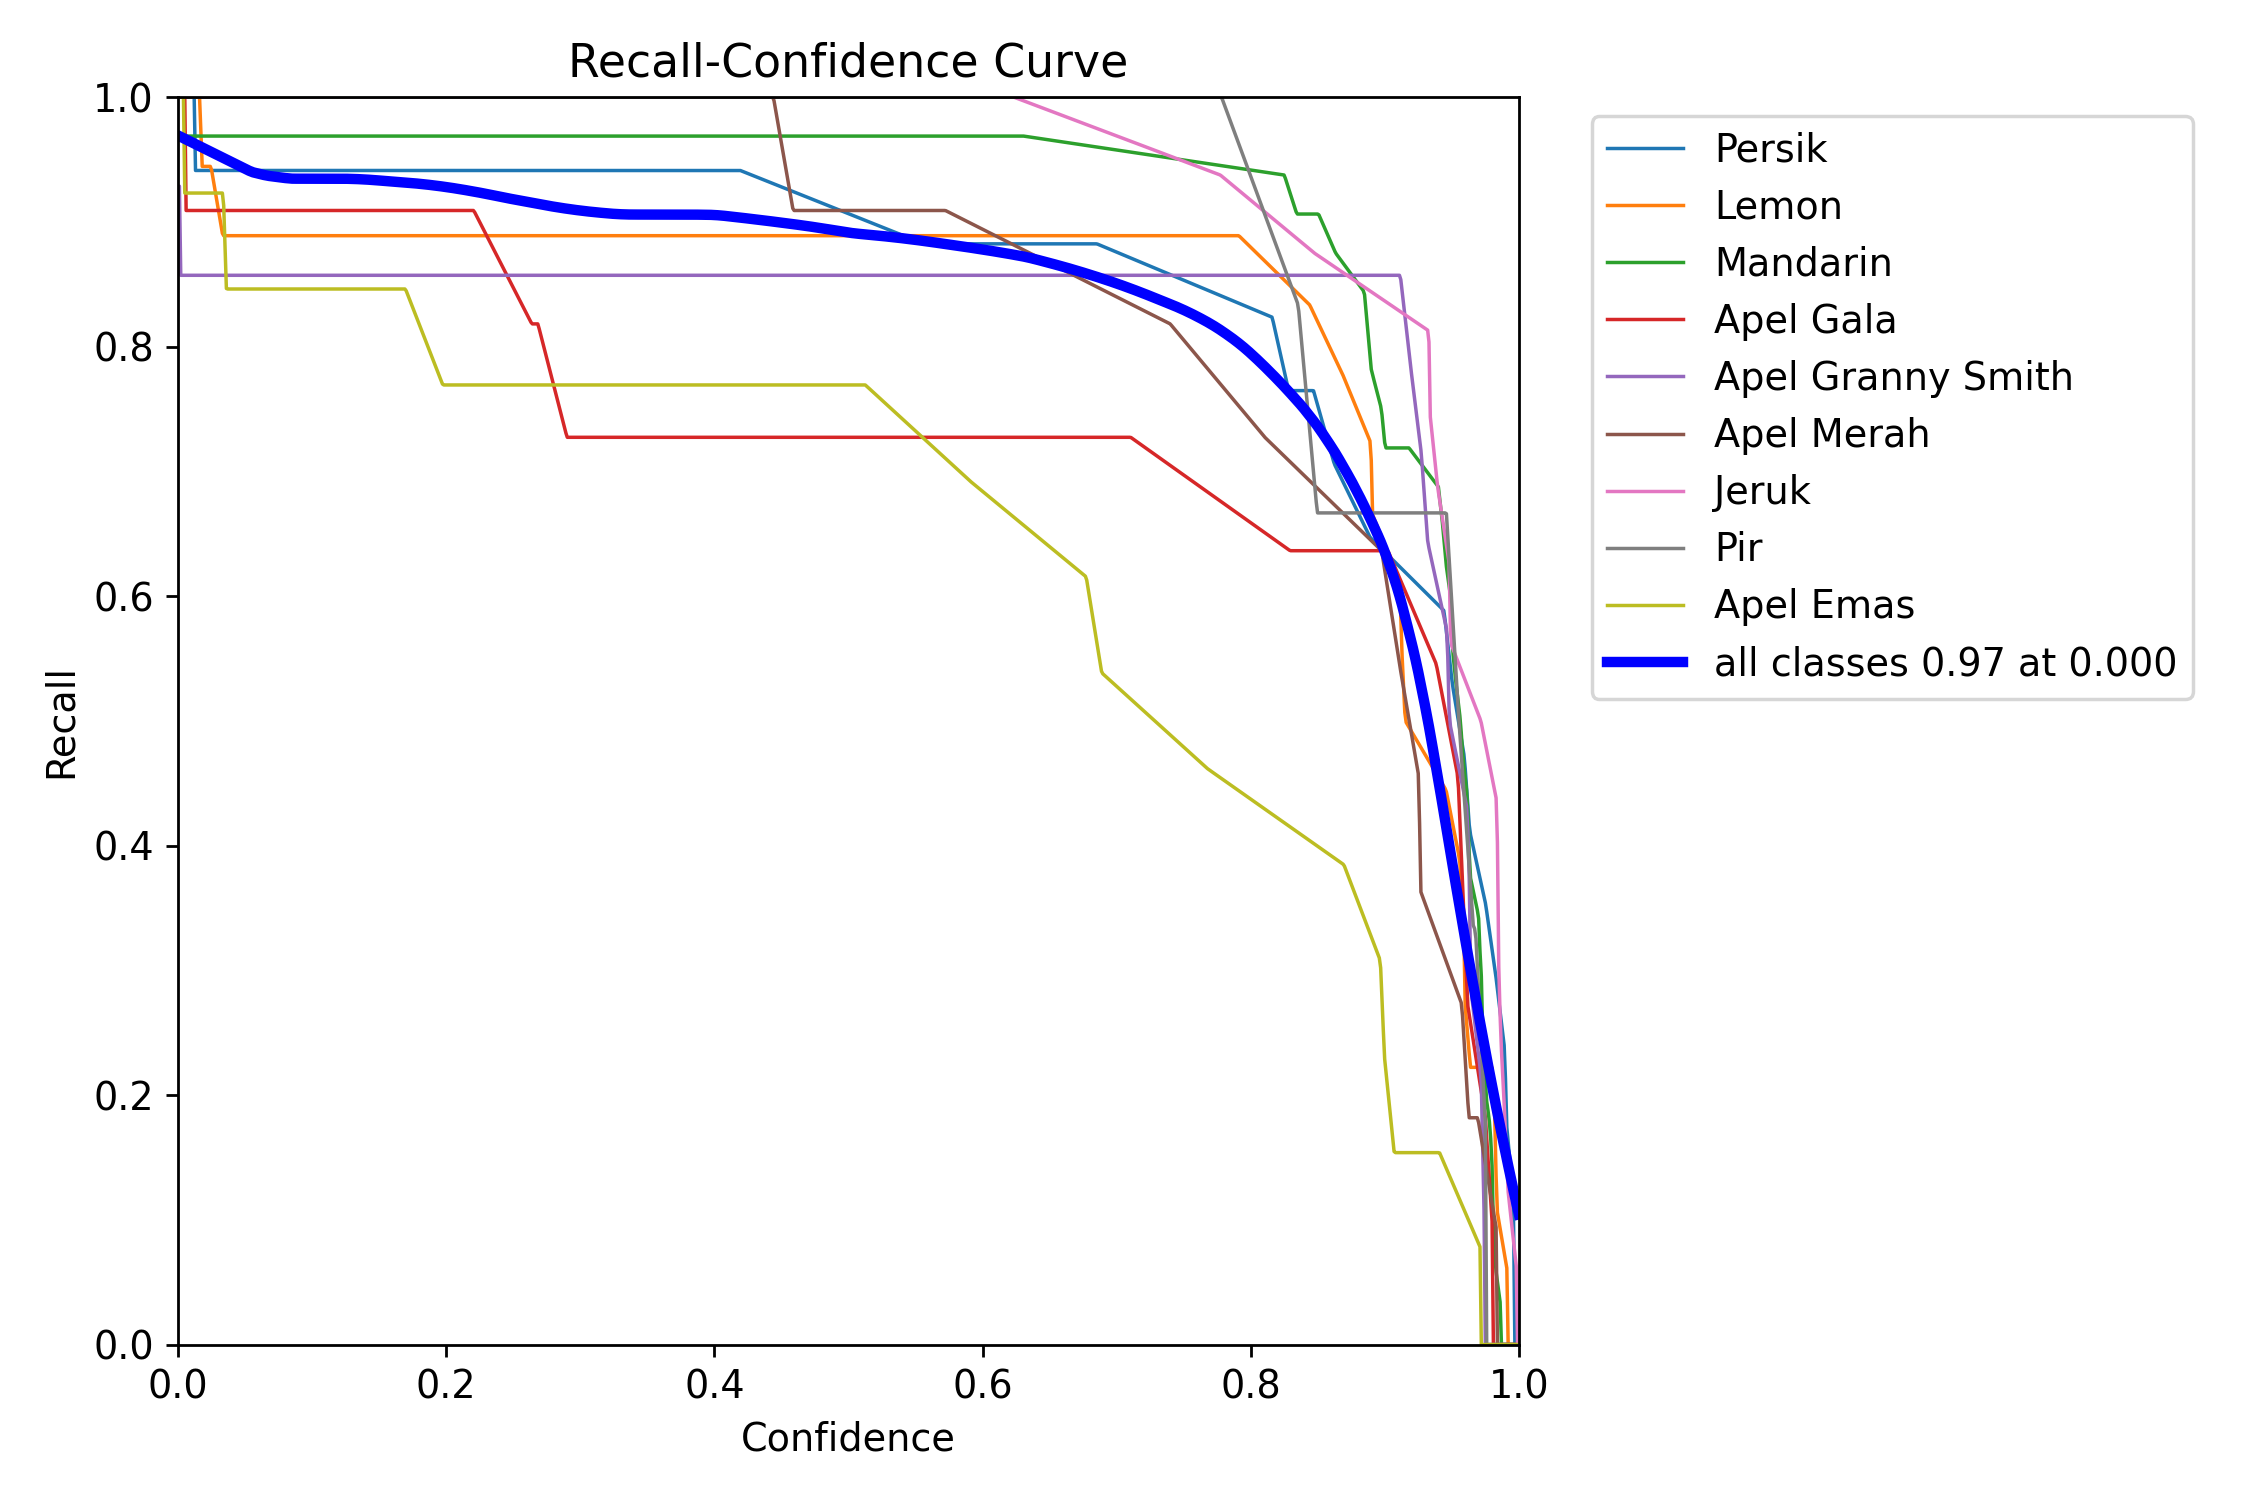 Recall-Confidence Curve
1.0
0.8
0.6
0.4
0.2
0.0
Recall
0.0 0.2 0.4 0.6 0.8 1.0
Confidence
Persik
Lemon
Mandarin
Apel Gala
Apel Granny Smith
Apel Merah
Jeruk
Pir
Apel Emas
all classes 0.97 at 0.000